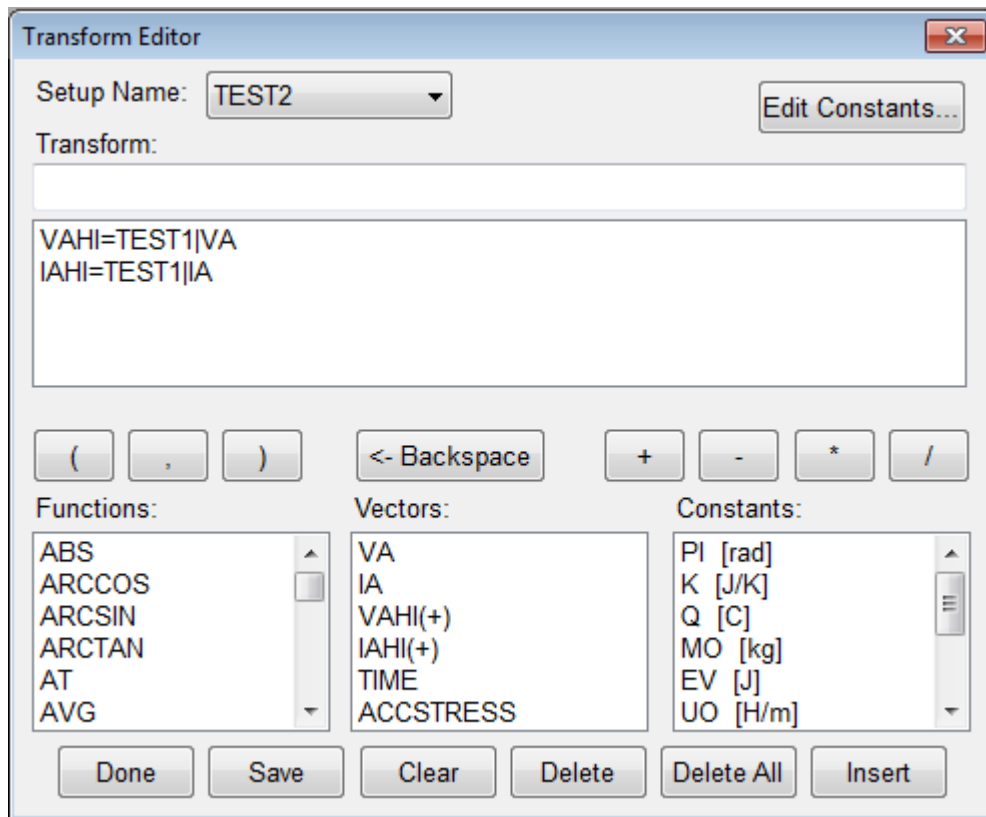 Transform Editor
Setup Name: TEST2
Edit Constants...
Transform:
VAHI=TEST1|VA
IAHI=TEST1|IA
( , ) <- Backspace + - * /
Functions: Vectors: Constants:
ABS VA PI [rad]
ARCCOS IA K [J/K]
ARCSIN VAHI(+) Q [C]
ARCTAN IAHI(+) MO [kg]
AT TIME EV [J]
AVG ACCSTRESS UO [H/m]
Done Save Clear Delete Delete All Insert